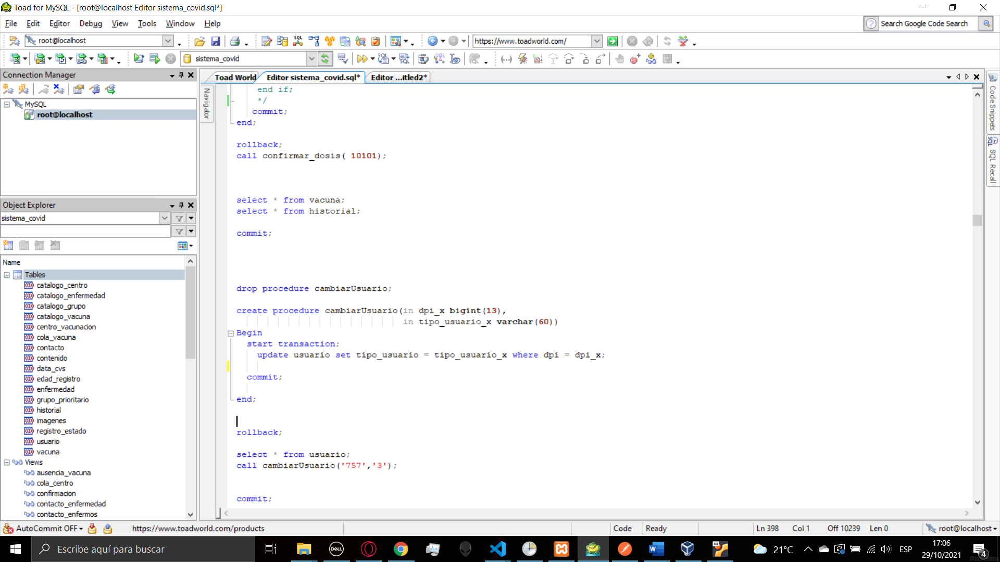 Toad for MySQL - [root@localhost Editor sistema_covid.sql*]
File Edit Editor Debug View Tools Window Help
Search Google Code Search
root@localhost
SQL
https://www.toadworld.com/
sistema_covid
Connection Manager
Toad World
Editor sistema_covid.sql*
Editor ...itled2*
MySQL
root@localhost
Navigator
Code Snippets
SQL Recall
end if;
*/
commit;
end;
rollback;
call confirmar_dosis( 10101);
select * from vacuna;
select * from historial;
commit;
drop procedure cambiarUsuario;
create procedure cambiarUsuario(in dpi_x bigint(13),
in tipo_usuario_x varchar(60))
Begin
start transaction;
update usuario set tipo_usuario = tipo_usuario_x where dpi = dpi_x;
commit;
end;
rollback;
select * from usuario;
call cambiarUsuario('757','3');
commit;
Object Explorer
sistema_covid
Name
Tables
catalogo_centro
catalogo_enfermedad
catalogo_grupo
catalogo_vacuna
centro_vacunacion
cola_vacuna
contacto
contenido
data_cvs
edad_registro
enfermedad
grupo_prioritario
historial
imagenes
registro_estado
usuario
vacuna
Views
ausencia_vacuna
cola_centro
confirmacion
contacto_enfermedad
contacto_enfermos
AutoCommit OFF
https://www.toadworld.com/products
Code
Ready
Ln 398 Col 1 Off 10239 Len 0
root@localhost
Escribe aquí para buscar
DELL
64
21°C
ESP
17:06
29/10/2021
4